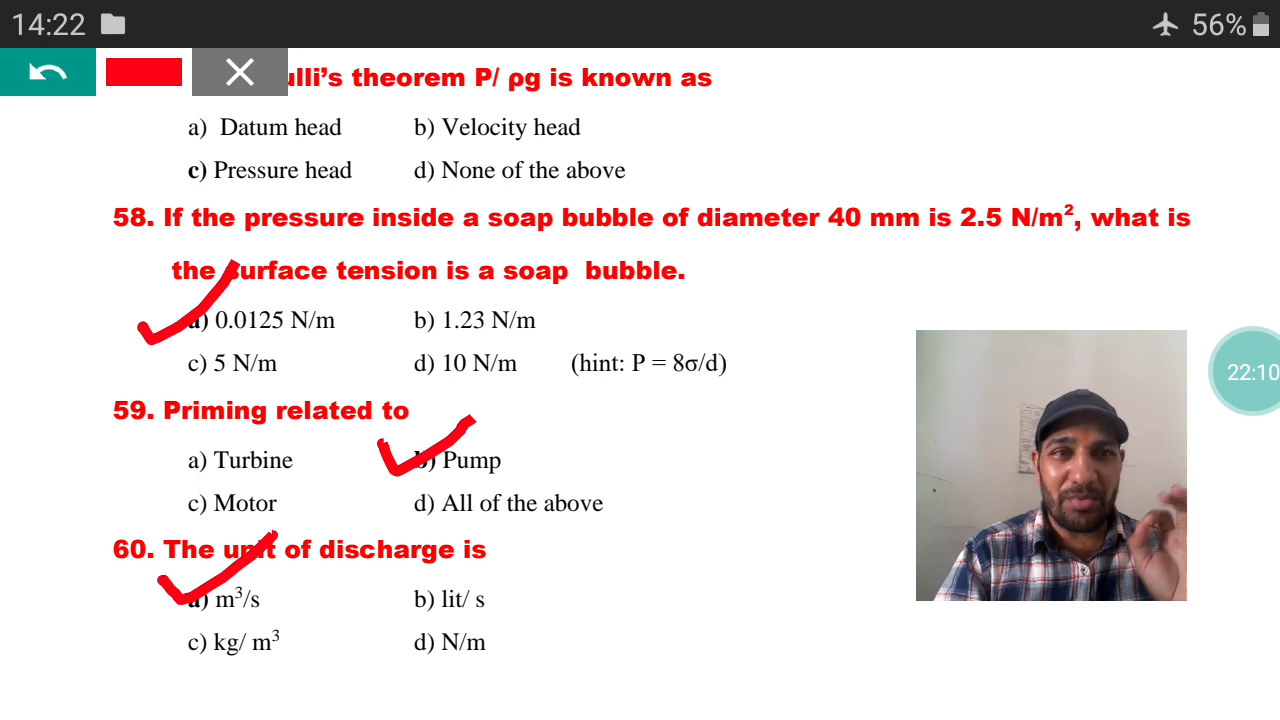 14:22 56%
ulli’s theorem P/ ρg is known as
a) Datum head b) Velocity head
c) Pressure head d) None of the above
58. If the pressure inside a soap bubble of diameter 40 mm is 2.5 N/m², what is
the surface tension is a soap bubble.
a) 0.0125 N/m b) 1.23 N/m
c) 5 N/m d) 10 N/m (hint: P = 8σ/d)
22:10
59. Priming related to
a) Turbine b) Pump
c) Motor d) All of the above
60. The unit of discharge is
a) m³/s b) lit/ s
c) kg/ m³ d) N/m